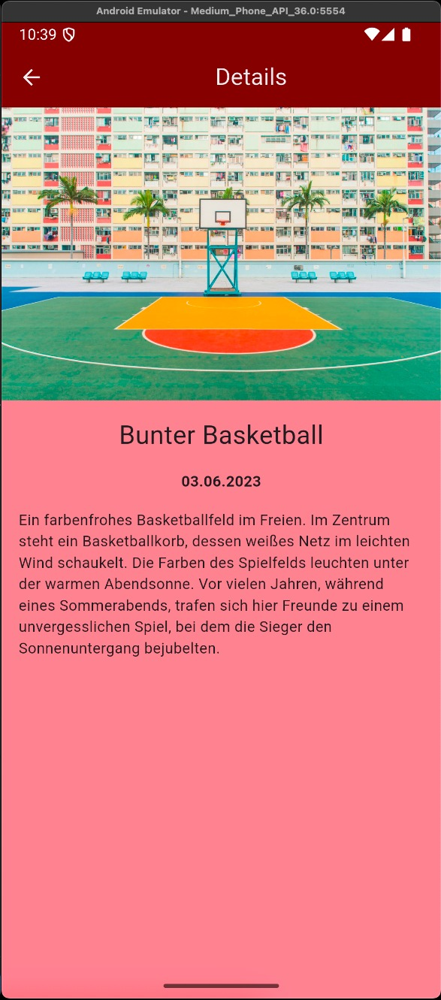 Android Emulator - Medium_Phone_API_36.0:5554
10:39
Details
Bunter Basketball
03.06.2023
Ein farbenfrohes Basketballfeld im Freien. Im Zentrum
steht ein Basketballkorb, dessen weißes Netz im leichten
Wind schaukelt. Die Farben des Spielfelds leuchten unter
der warmen Abendsonne. Vor vielen Jahren, während
eines Sommerabends, trafen sich hier Freunde zu einem
unvergesslichen Spiel, bei dem die Sieger den
Sonnenuntergang bejubelten.